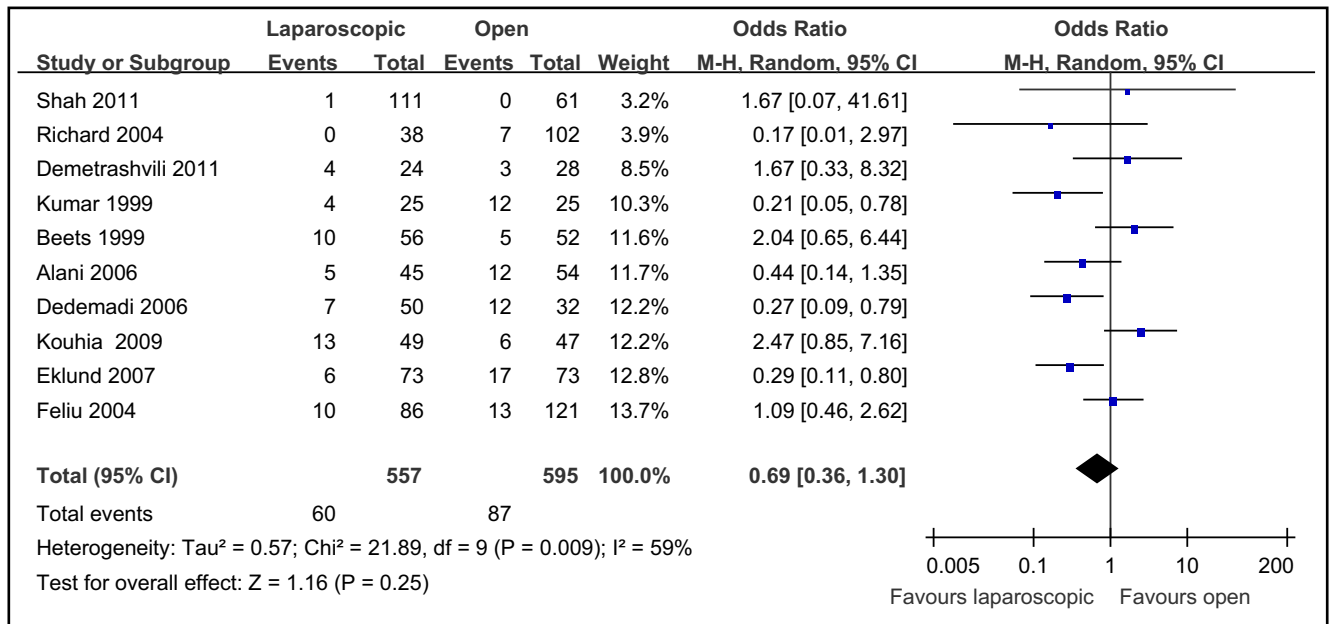 Laparoscopic Open Odds Ratio Odds Ratio
Study or Subgroup Events Total Events Total Weight M-H, Random, 95% CI M-H, Random, 95% CI
Shah 2011 1 111 0 61 3.2% 1.67 [0.07, 41.61]
Richard 2004 0 38 7 102 3.9% 0.17 [0.01, 2.97]
Demetrashvili 2011 4 24 3 28 8.5% 1.67 [0.33, 8.32]
Kumar 1999 4 25 12 25 10.3% 0.21 [0.05, 0.78]
Beets 1999 10 56 5 52 11.6% 2.04 [0.65, 6.44]
Alani 2006 5 45 12 54 11.7% 0.44 [0.14, 1.35]
Dedemadi 2006 7 50 12 32 12.2% 0.27 [0.09, 0.79]
Kouhia 2009 13 49 6 47 12.2% 2.47 [0.85, 7.16]
Eklund 2007 6 73 17 73 12.8% 0.29 [0.11, 0.80]
Feliu 2004 10 86 13 121 13.7% 1.09 [0.46, 2.62]
Total (95% CI) 557 595 100.0% 0.69 [0.36, 1.30]
Total events 60 87
Heterogeneity: Tau² = 0.57; Chi² = 21.89, df = 9 (P = 0.009); I² = 59%
Test for overall effect: Z = 1.16 (P = 0.25)
0.005 0.1 1 10 200
Favours laparoscopic Favours open